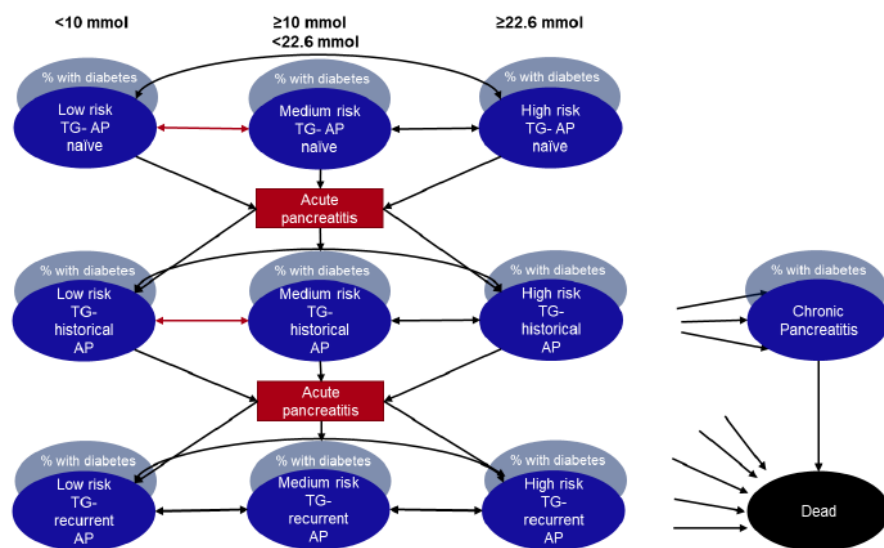 <10 mmol
≥10 mmol
<22.6 mmol
≥22.6 mmol
% with diabetes
Low risk
TG- AP
naïve
% with diabetes
Medium risk
TG- AP
naïve
% with diabetes
High risk
TG- AP
naïve
Acute
pancreatitis
% with diabetes
Low risk
TG-
historical
AP
% with diabetes
Medium risk
TG-
historical
AP
% with diabetes
High risk
TG-
historical
AP
% with diabetes
Chronic
Pancreatitis
Acute
pancreatitis
% with diabetes
Low risk
TG-
recurrent
AP
% with diabetes
Medium risk
TG-
recurrent
AP
% with diabetes
High risk
TG-
recurrent
AP
Dead